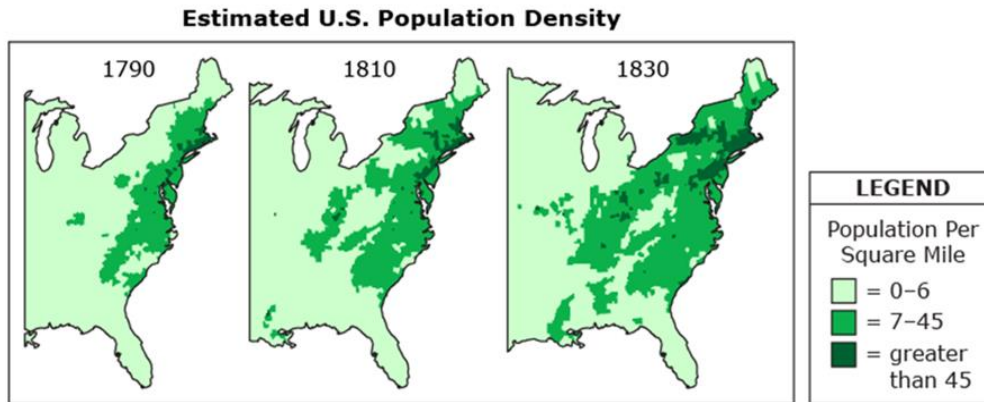 Estimated U.S. Population Density
1790
1810
1830
LEGEND
Population Per
Square Mile
= 0–6
= 7–45
= greater
than 45